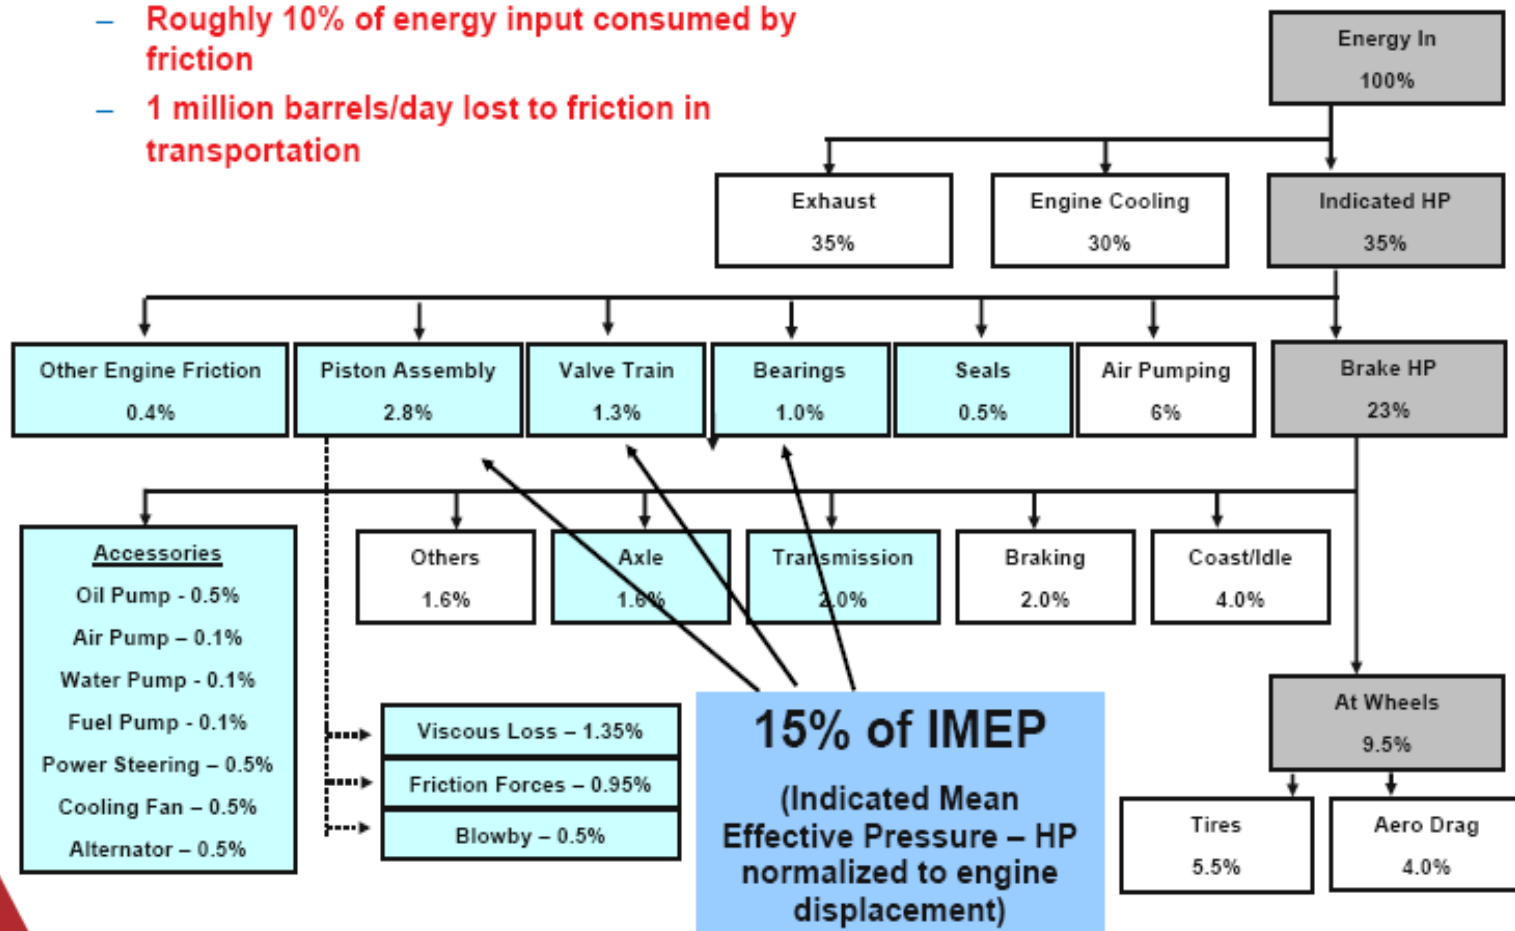 – Roughly 10% of energy input consumed by
friction
– 1 million barrels/day lost to friction in
transportation
Energy In
100%
Exhaust
35%
Engine Cooling
30%
Indicated HP
35%
Other Engine Friction
0.4%
Piston Assembly
2.8%
Valve Train
1.3%
Bearings
1.0%
Seals
0.5%
Air Pumping
6%
Brake HP
23%
Accessories
Oil Pump - 0.5%
Air Pump – 0.1%
Water Pump - 0.1%
Fuel Pump - 0.1%
Power Steering – 0.5%
Cooling Fan – 0.5%
Alternator – 0.5%
Others
1.6%
Axle
1.6%
Transmission
2.0%
Braking
2.0%
Coast/Idle
4.0%
Viscous Loss – 1.35%
Friction Forces – 0.95%
Blowby – 0.5%
15% of IMEP
(Indicated Mean
Effective Pressure – HP
normalized to engine
displacement)
At Wheels
9.5%
Tires
5.5%
Aero Drag
4.0%